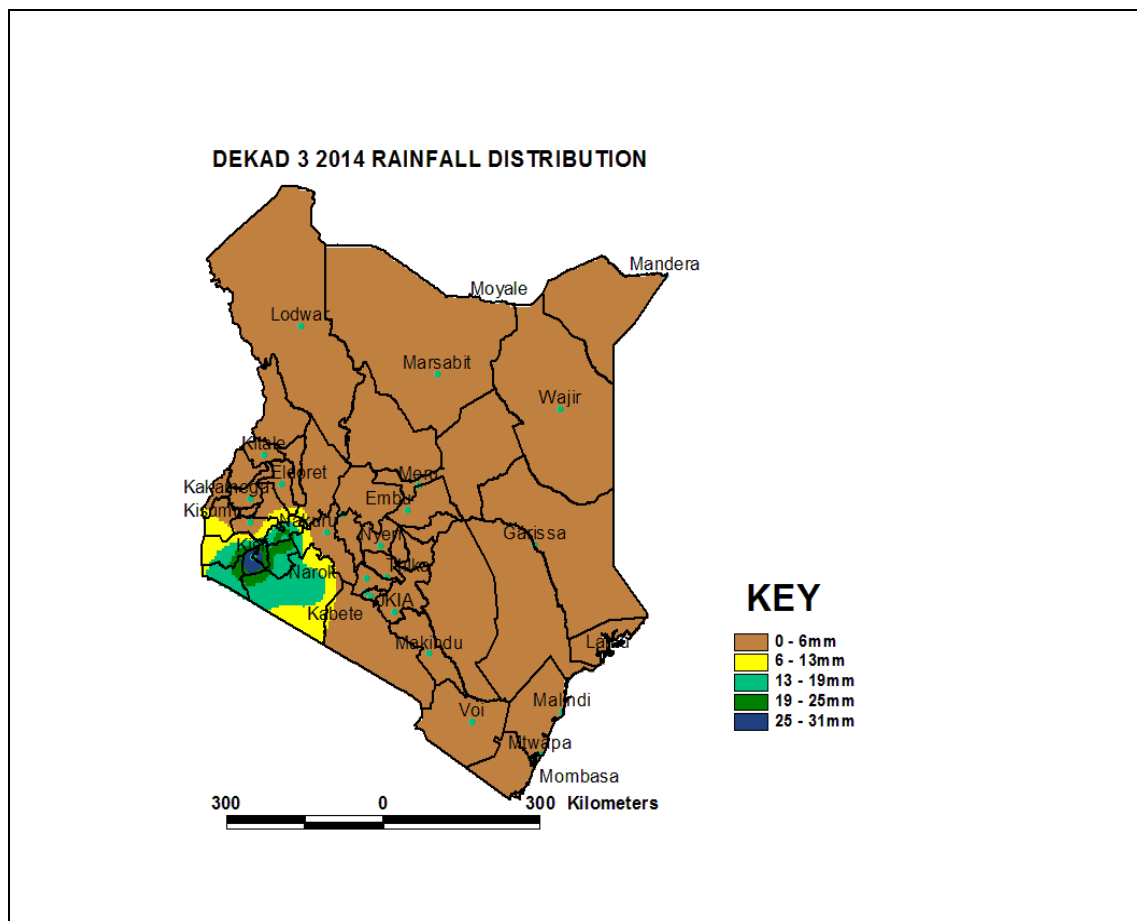 DEKAD 3 2014 RAINFALL DISTRIBUTION
Mandera
Moyale
Lodwar
Marsabit
Wajir
Kitale
Eldoret
Meru
Kakamega
Embu
Kisumu
Nakuru
Nyeri
Garissa
Kisii
Thika
Narok
JKIA
Kabete
Makindu
Lamu
Malindi
Voi
Mtwapa
Mombasa
KEY
0 - 6mm
6 - 13mm
13 - 19mm
19 - 25mm
25 - 31mm
300 0 300 Kilometers